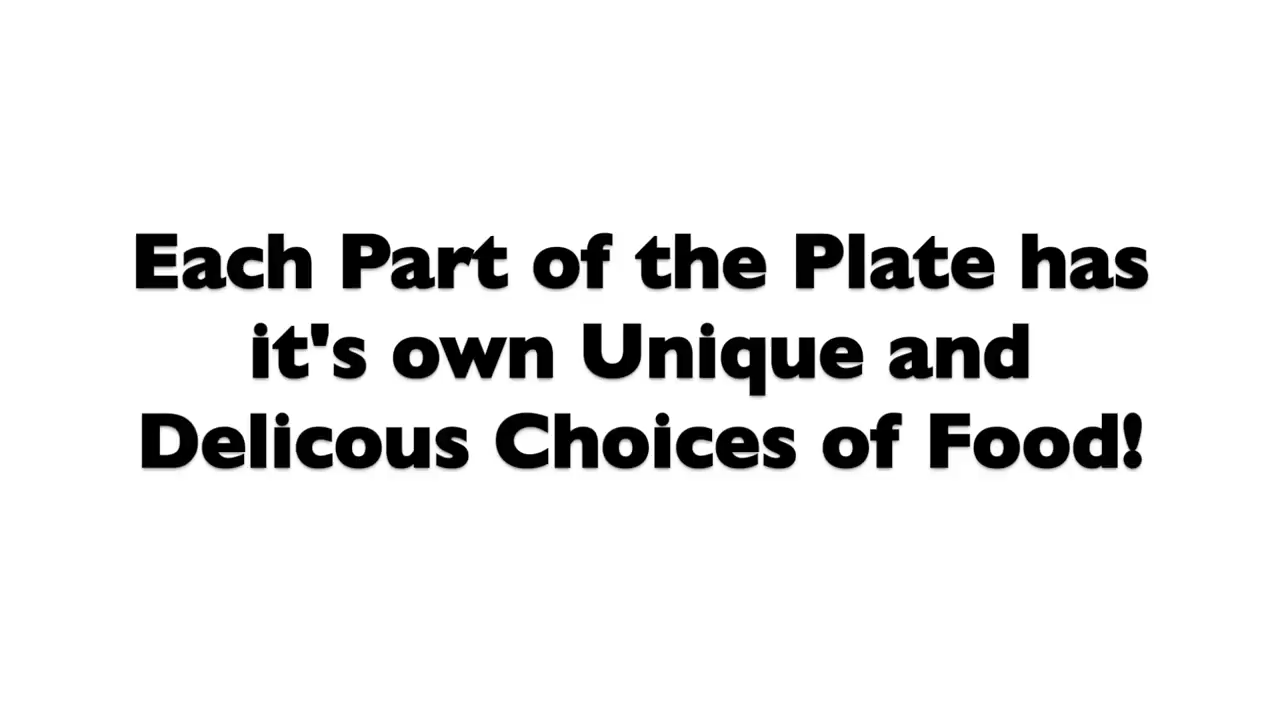 Each Part of the Plate has
it's own Unique and
Delicous Choices of Food!